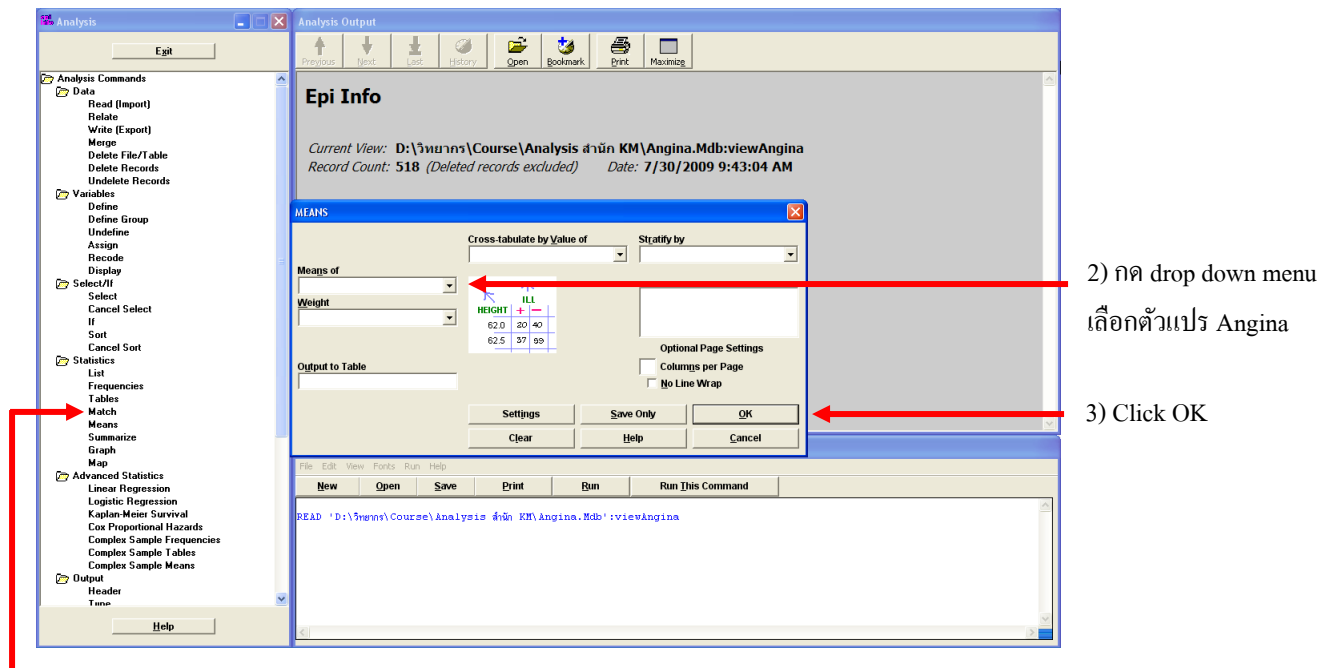 Analysis
Exit
Analysis Commands
Data
Read (Import)
Relate
Write (Export)
Merge
Delete File/Table
Delete Records
Undelete Records
Variables
Define
Define Group
Undefine
Assign
Recode
Display
Select/If
Select
Cancel Select
If
Sort
Cancel Sort
Statistics
List
Frequencies
Tables
Match
Means
Summarize
Graph
Map
Advanced Statistics
Linear Regression
Logistic Regression
Kaplan-Meier Survival
Cox Proportional Hazards
Complex Sample Frequencies
Complex Sample Tables
Complex Sample Means
Output
Header
Type
Help
Analysis Output
Previous Next Last History Open Bookmark Print Maximize
Epi Info
Current View: D:\วิทยากร\Course\Analysis สำนัก KM\Angina.Mdb:viewAngina
Record Count: 518 (Deleted records excluded) Date: 7/30/2009 9:43:04 AM
MEANS
Cross-tabulate by Value of Stratify by
Means of
Weight
ILL
HEIGHT + −
62.0 20 40
62.5 37 59
Output to Table
Optional Page Settings
Columns per Page
No Line Wrap
Settings Save Only OK
Clear Help Cancel
File Edit View Fonts Run Help
New Open Save Print Run Run This Command
READ 'D:\วิทยากร\Course\Analysis สำนัก KM\Angina.Mdb':viewAngina
2) กด drop down menu
เลือกตัวแปร Angina
3) Click OK